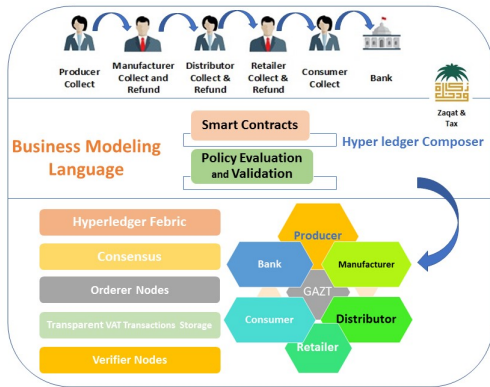 Producer
Collect
Manufacturer
Collect and
Refund
Distributor
Collect &
Refund
Retailer
Collect &
Refund
Consumer
Collect
Bank
Zaqat &
Tax
Business Modeling
Language
Smart Contracts
Policy Evaluation
and Validation
Hyper ledger Composer
Hyperledger Febric
Consensus
Orderer Nodes
Transparent VAT Transactions Storage
Verifier Nodes
Producer
Bank
Manufacturer
GAZT
Consumer
Distributor
Retailer